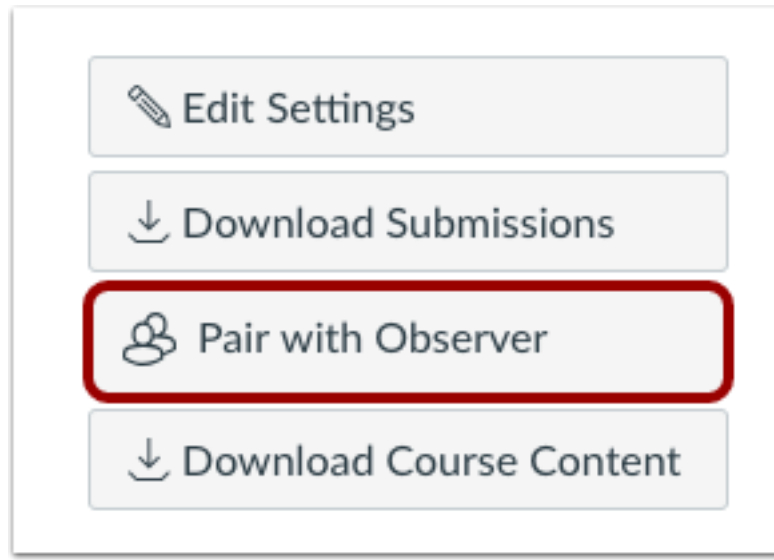 Edit Settings
Download Submissions
Pair with Observer
Download Course Content